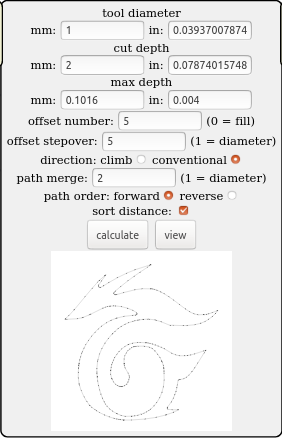 tool diameter
mm: 1 in: 0.03937007874
cut depth
mm: 2 in: 0.07874015748
max depth
mm: 0.1016 in: 0.004
offset number: 5 (0 = fill)
offset stepover: 5 (1 = diameter)
direction: climb conventional
path merge: 2 (1 = diameter)
path order: forward reverse
sort distance:
calculate view